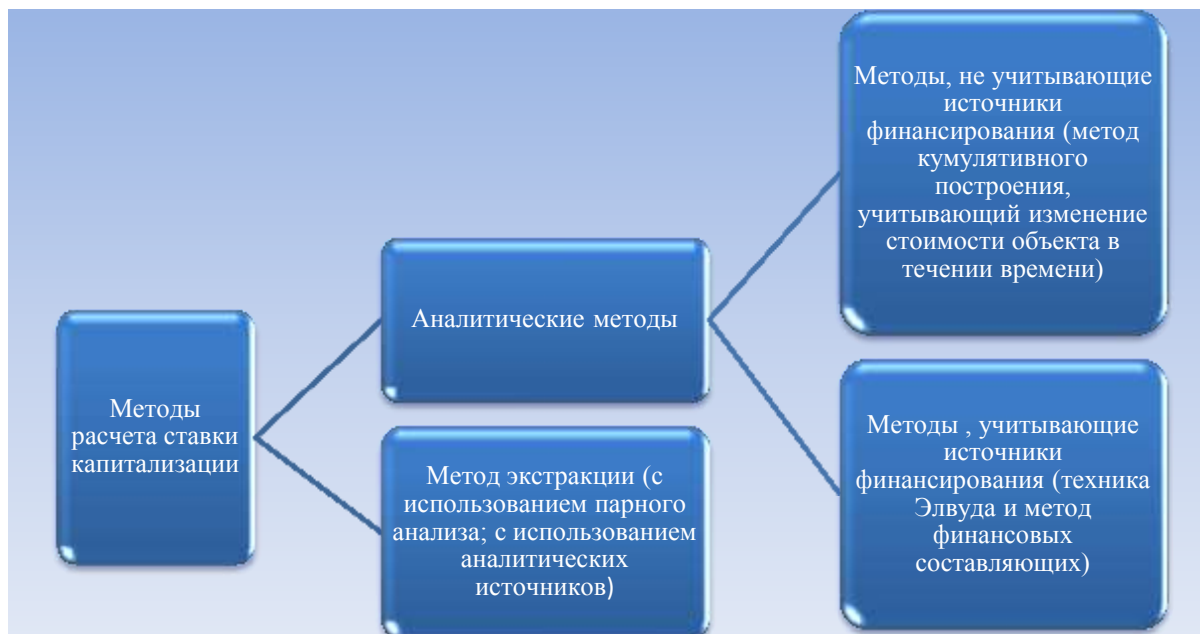 Методы
расчета ставки
капитализации
Аналитические методы
Метод экстракции (с
использованием парного
анализа; с использованием
аналитических
источников)
Методы, не учитывающие
источники
финансирования (метод
кумулятивного
построения,
учитывающий изменение
стоимости объекта в
течении времени)
Методы , учитывающие
источники
финансирования (техника
Элвуда и метод
финансовых
составляющих)